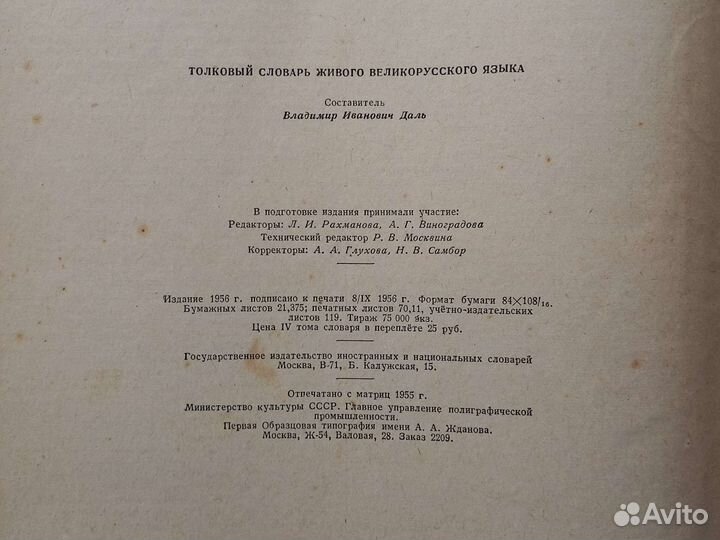 ТОЛКОВЫЙ СЛОВАРЬ ЖИВОГО ВЕЛИКОРУССКОГО ЯЗЫКА
Составитель
Владимир Иванович Даль
В подготовке издания принимали участие:
Редакторы: Л. И. Рахманова, А. Г. Виноградова
Технический редактор Р. В. Москвина
Корректоры: А. А. Глухова, Н. В. Самбор
Издание 1956 г. подписано к печати 8/IX 1956 г. Формат бумаги 84×108/16.
Бумажных листов 21,375; печатных листов 70,11, учётно-издательских
листов 119. Тираж 75 000 экз.
Цена IV тома словаря в переплёте 25 руб.
Государственное издательство иностранных и национальных словарей
Москва, В-71, Б. Калужская, 15.
Отпечатано с матриц 1955 г.
Министерство культуры СССР. Главное управление полиграфической
промышленности.
Первая Образцовая типография имени А. А. Жданова.
Москва, Ж-54, Валовая, 28. Заказ 2209.
Avito